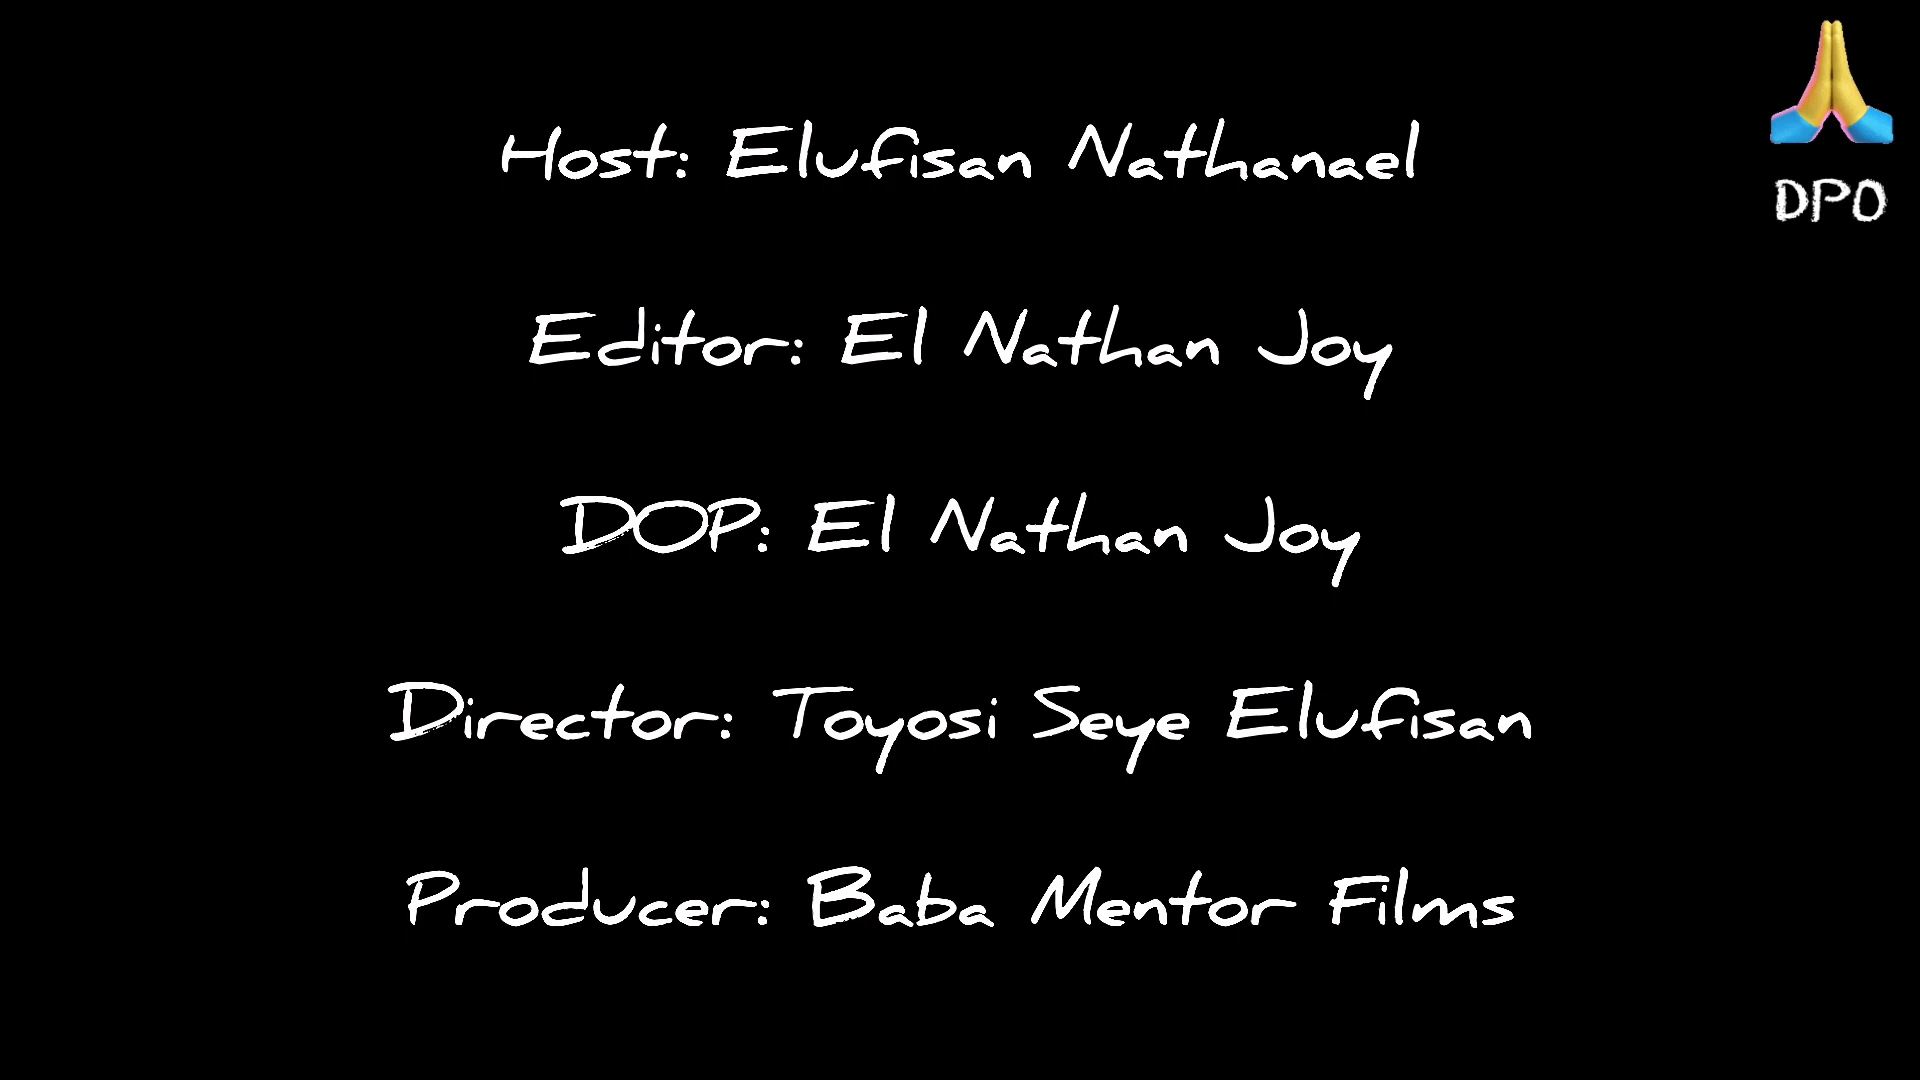 Host: Elufisan Nathanael
DPO
Editor: El Nathan Joy
DOP: El Nathan Joy
Director: Toyosi Seye Elufisan
Producer: Baba Mentor Films